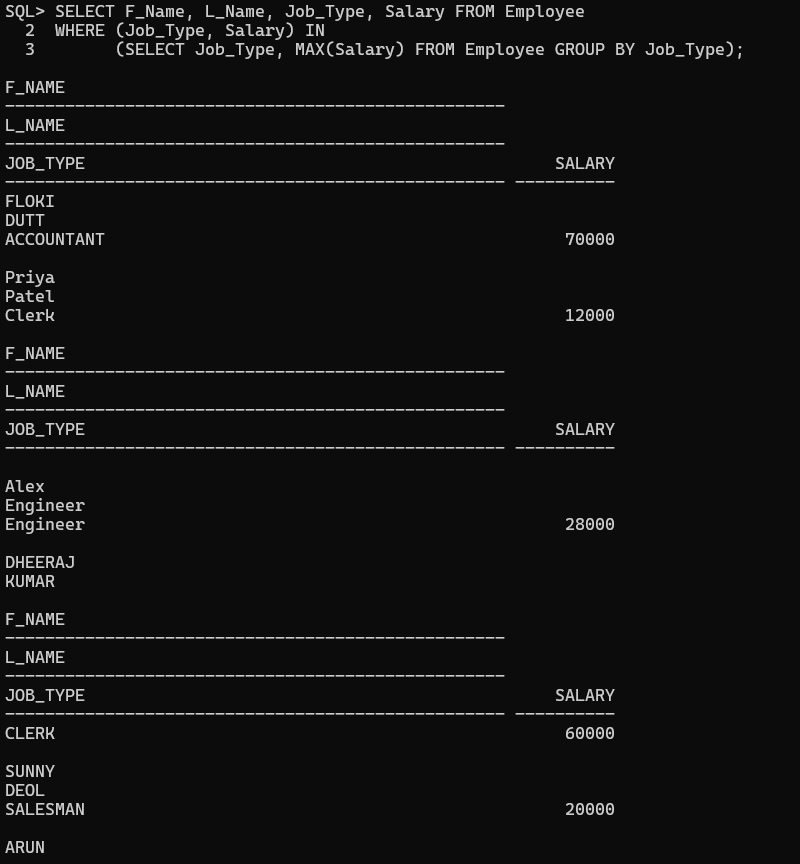 SQL> SELECT F_Name, L_Name, Job_Type, Salary FROM Employee
  2  WHERE (Job_Type, Salary) IN
  3        (SELECT Job_Type, MAX(Salary) FROM Employee GROUP BY Job_Type);
F_NAME
--------------------------------------------------
L_NAME
--------------------------------------------------
JOB_TYPE                                               SALARY
-------------------------------------------------- ----------
FLOKI
DUTT
ACCOUNTANT                                              70000
Priya
Patel
Clerk                                                   12000
F_NAME
--------------------------------------------------
L_NAME
--------------------------------------------------
JOB_TYPE                                               SALARY
-------------------------------------------------- ----------
Alex
Engineer
Engineer                                                28000
DHEERAJ
KUMAR
F_NAME
--------------------------------------------------
L_NAME
--------------------------------------------------
JOB_TYPE                                               SALARY
-------------------------------------------------- ----------
CLERK                                                   60000
SUNNY
DEOL
SALESMAN                                                20000
ARUN